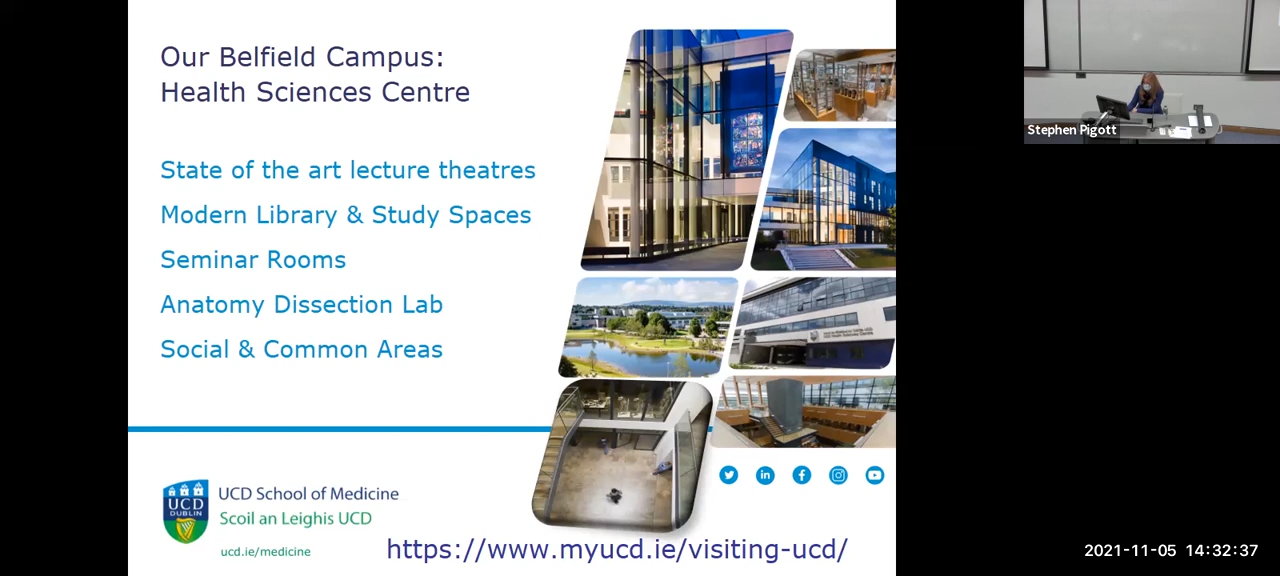 Our Belfield Campus:
Health Sciences Centre
State of the art lecture theatres
Modern Library & Study Spaces
Seminar Rooms
Anatomy Dissection Lab
Social & Common Areas
UCD
DUBLIN
UCD School of Medicine
Scoil an Leighis UCD
ucd.ie/medicine
https://www.myucd.ie/visiting-ucd/
Stephen Pigott
2021-11-05 14:32:37